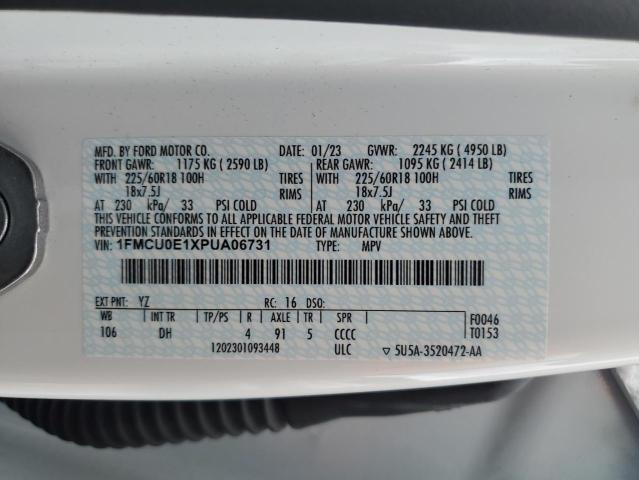 MFD. BY FORD MOTOR CO. DATE: 01/23 GVWR: 2245 KG ( 4950 LB)
FRONT GAWR: 1175 KG ( 2590 LB) REAR GAWR: 1095 KG ( 2414 LB)
WITH 225/60R18 100H TIRES WITH 225/60R18 100H TIRES
18x7.5J RIMS 18x7.5J RIMS
AT 230 kPa/ 33 PSI COLD AT 230 kPa/ 33 PSI COLD
THIS VEHICLE CONFORMS TO ALL APPLICABLE FEDERAL MOTOR VEHICLE SAFETY AND THEFT
PREVENTION STANDARDS IN EFFECT ON THE DATE OF MANUFACTURE SHOWN ABOVE.
VIN: 1FMCU0E1XPUA06731 TYPE: MPV
EXT PNT: YZ RC: 16 DSO:
WB INT TR TP/PS R AXLE TR SPR F0046
106 DH 4 91 5 CCCC T0153
1202301093448 ULC ▽ 5U5A-3520472-AA